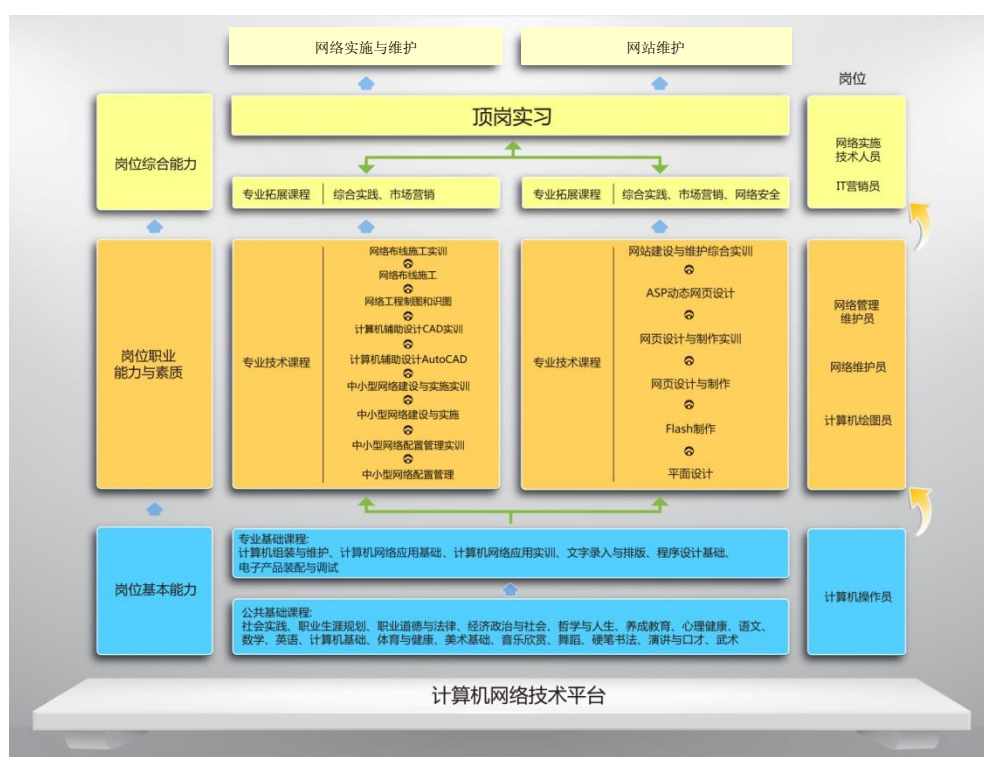 网络实施与维护
网站维护
岗位
岗位综合能力
顶岗实习
专业拓展课程
综合实践、市场营销
专业拓展课程
综合实践、市场营销、网络安全
网络实施
技术人员
IT营销员
岗位职业
能力与素质
专业技术课程
网络布线施工实训
网络布线施工
网络工程制图和识图
计算机辅助设计CAD实训
计算机辅助设计AutoCAD
中小型网络建设与实施实训
中小型网络建设与实施
中小型网络配置管理实训
中小型网络配置管理
专业技术课程
网站建设与维护综合实训
ASP动态网页设计
网页设计与制作实训
网页设计与制作
Flash制作
平面设计
网络管理
维护员
网络维护员
计算机绘图员
岗位基本能力
专业基础课程:
计算机组装与维护、计算机网络应用基础、计算机网络应用实训、文字录入与排版、程序设计基础、
电子产品装配与调试
公共基础课程:
社会实践、职业生涯规划、职业道德与法律、经济政治与社会、哲学与人生、养成教育、心理健康、语文、
数学、英语、计算机基础、体育与健康、美术基础、音乐欣赏、舞蹈、硬笔书法、演讲与口才、武术
计算机操作员
计算机网络技术平台